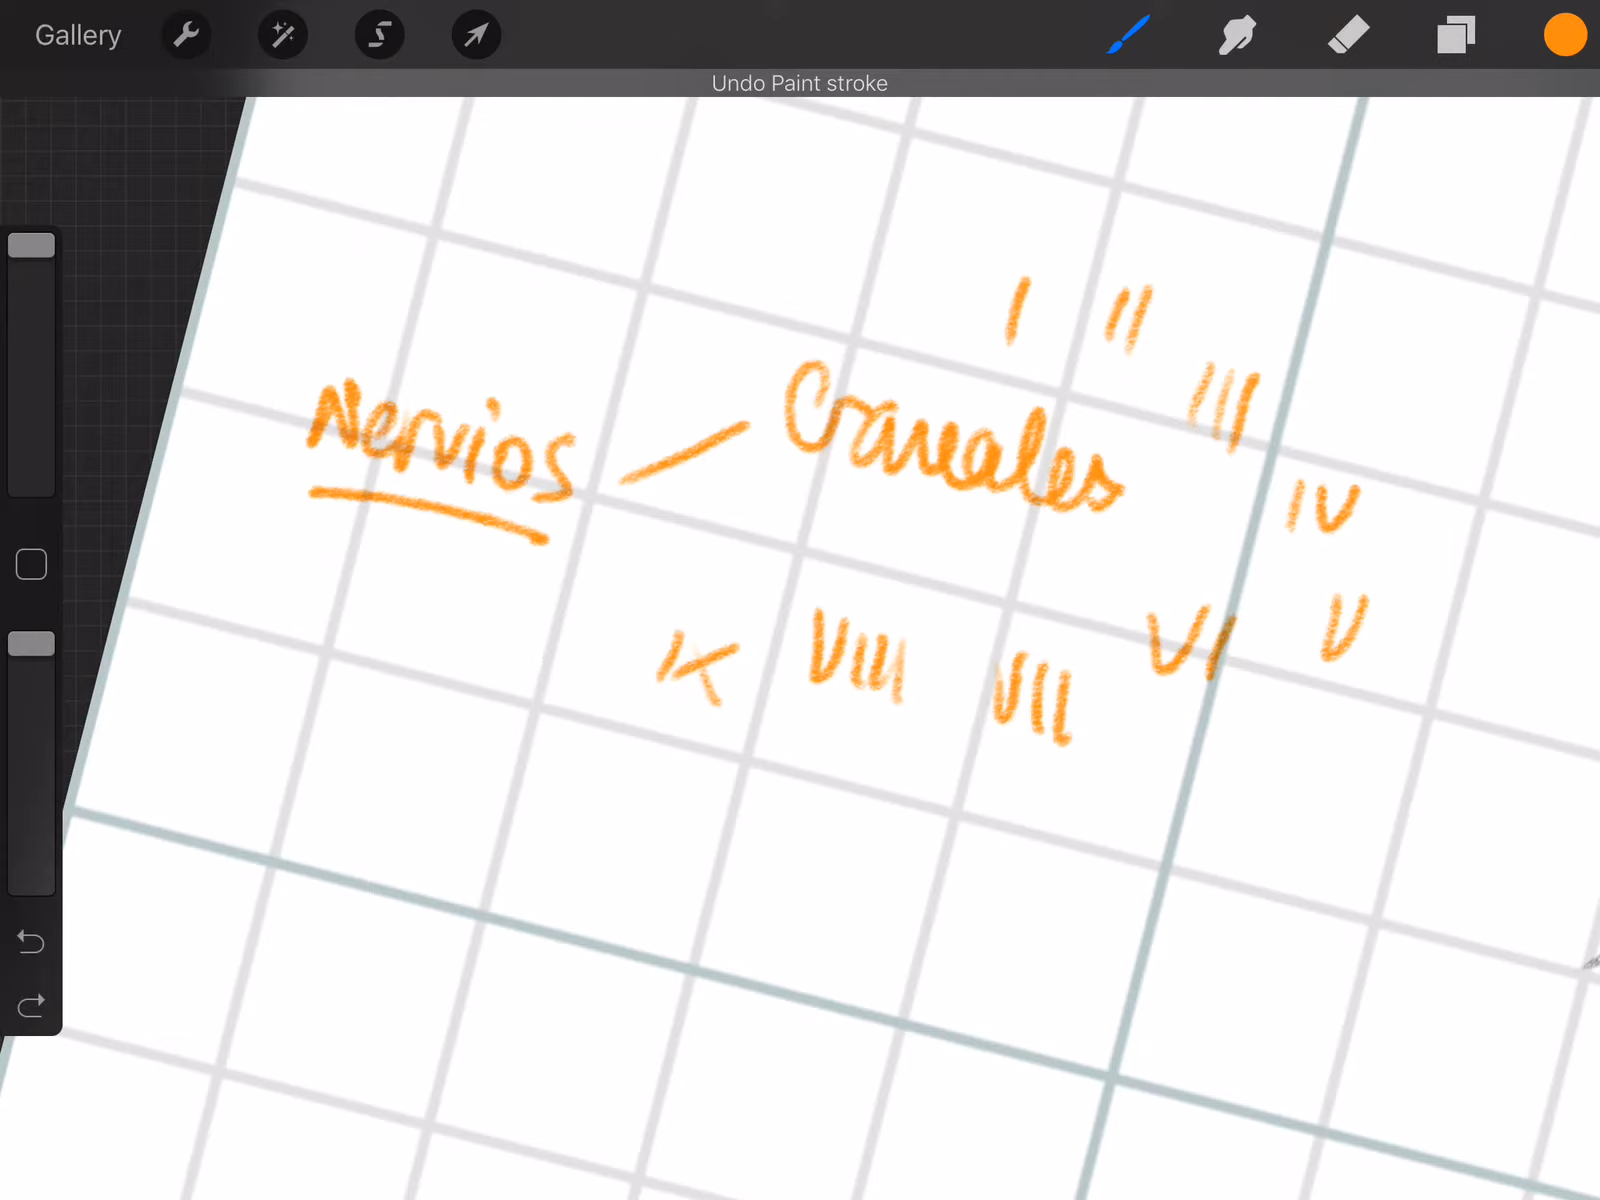 Gallery
Undo Paint stroke
Nervios – Craneales
I II
III
IV
V
VI
VII
VIII
IX